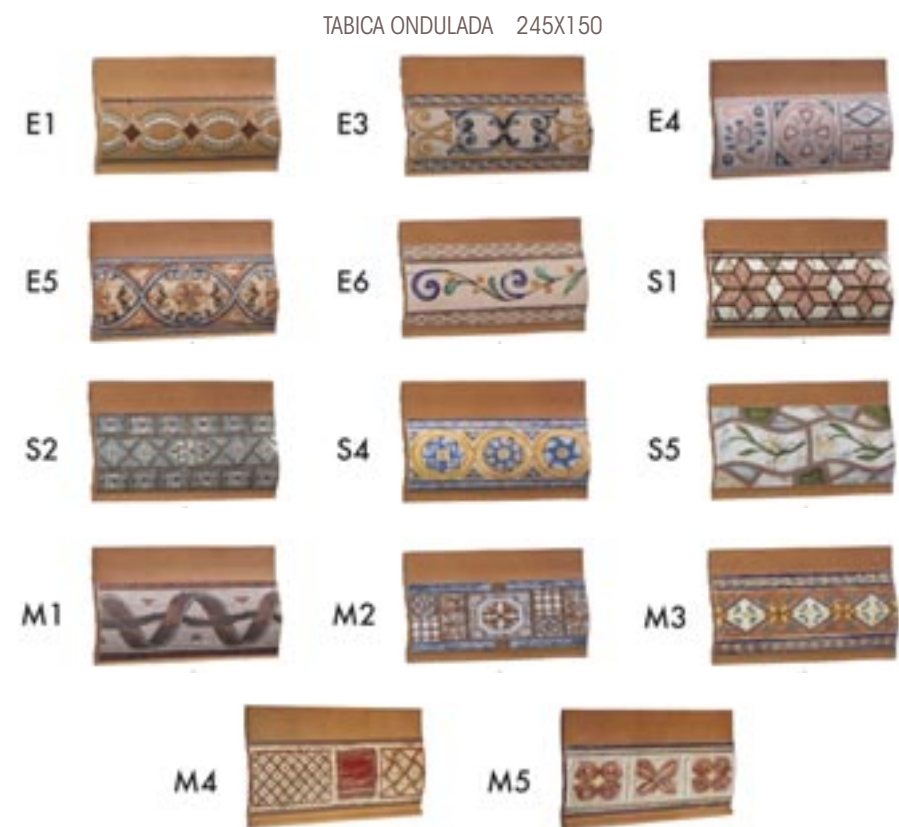 TABICA ONDULADA 245X150
E1 E3 E4
E5 E6 S1
S2 S4 S5
M1 M2 M3
M4 M5